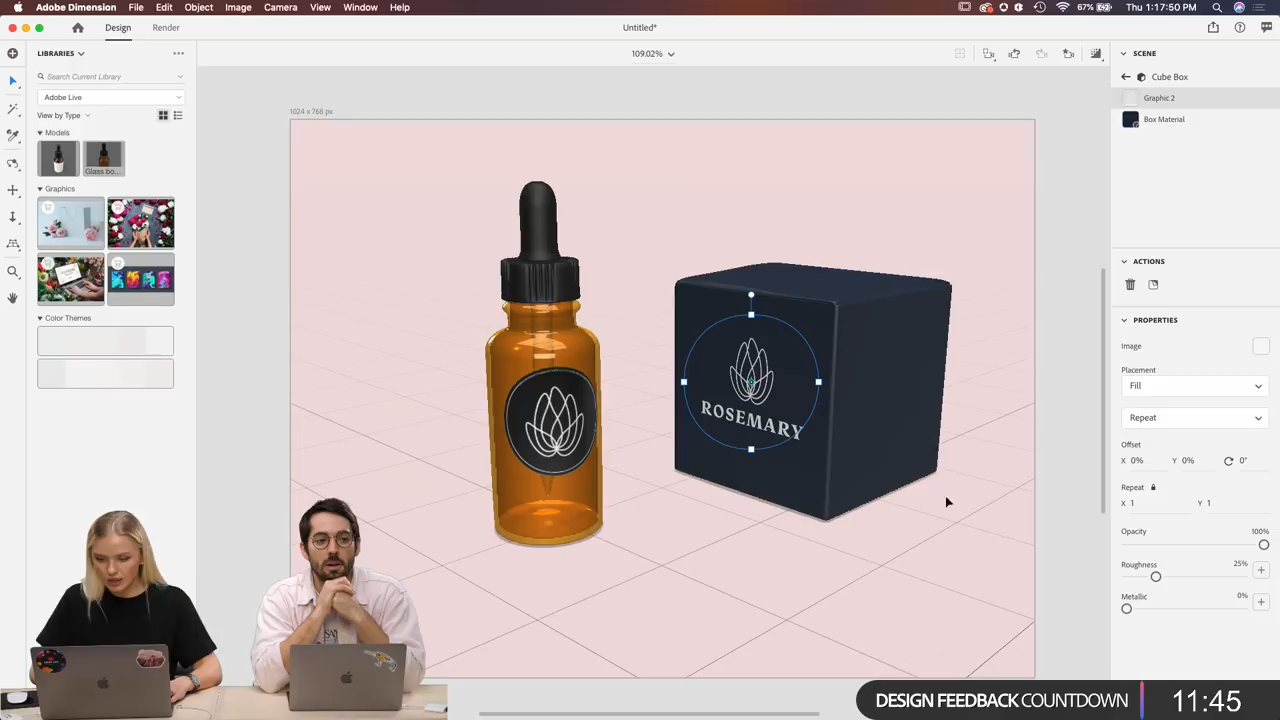 Adobe Dimension File Edit Object Image Camera View Window Help 67% Thu 1:17:50 PM
Design Render Untitled*
LIBRARIES 109.02% SCENE
Search Current Library Cube Box
Adobe Live Graphic 2
View by Type 1024 x 768 px Box Material
Models
Glass bo...
Graphics
ACTIONS
Color Themes PROPERTIES
Image
Placement
Fill
Repeat
Offset
X 0% Y 0% 0°
Repeat
X 1 Y 1
Opacity 100%
Roughness 25%
Metallic 0%
ROSEMARY
DESIGN FEEDBACK COUNTDOWN 11:45